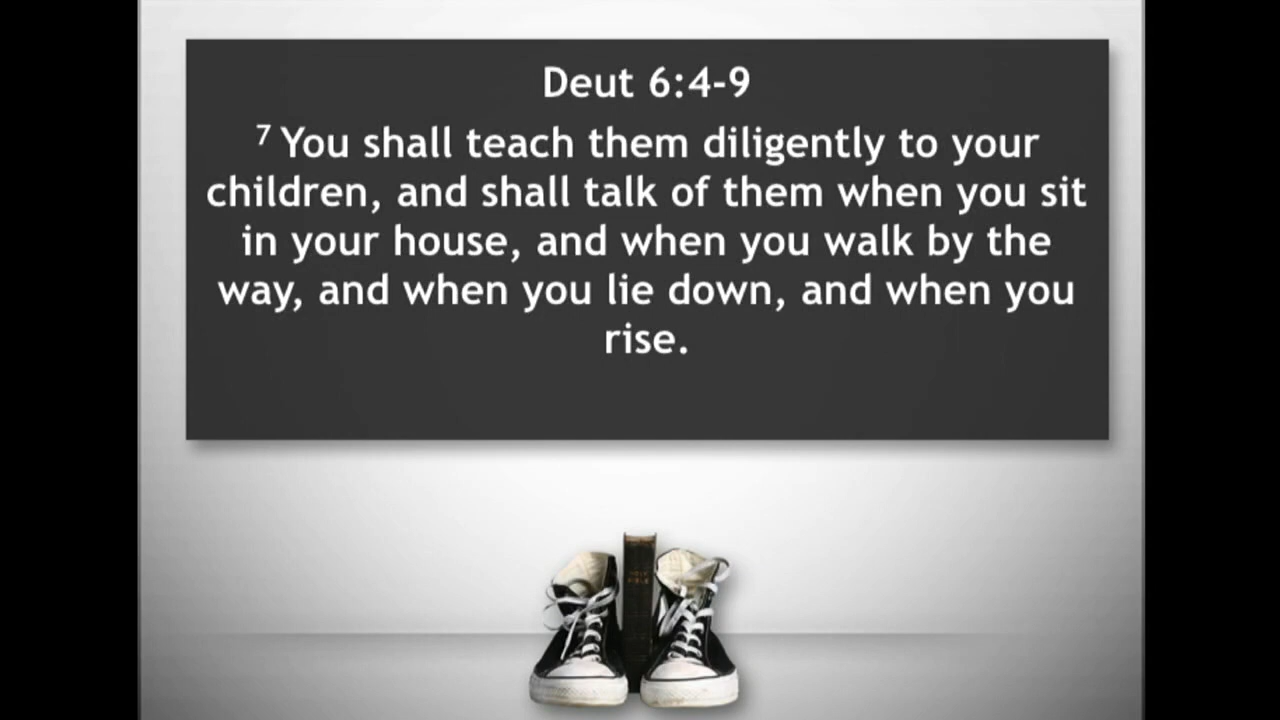 Deut 6:4-9
7 You shall teach them diligently to your
children, and shall talk of them when you sit
in your house, and when you walk by the
way, and when you lie down, and when you
rise.
HOLY
BIBLE